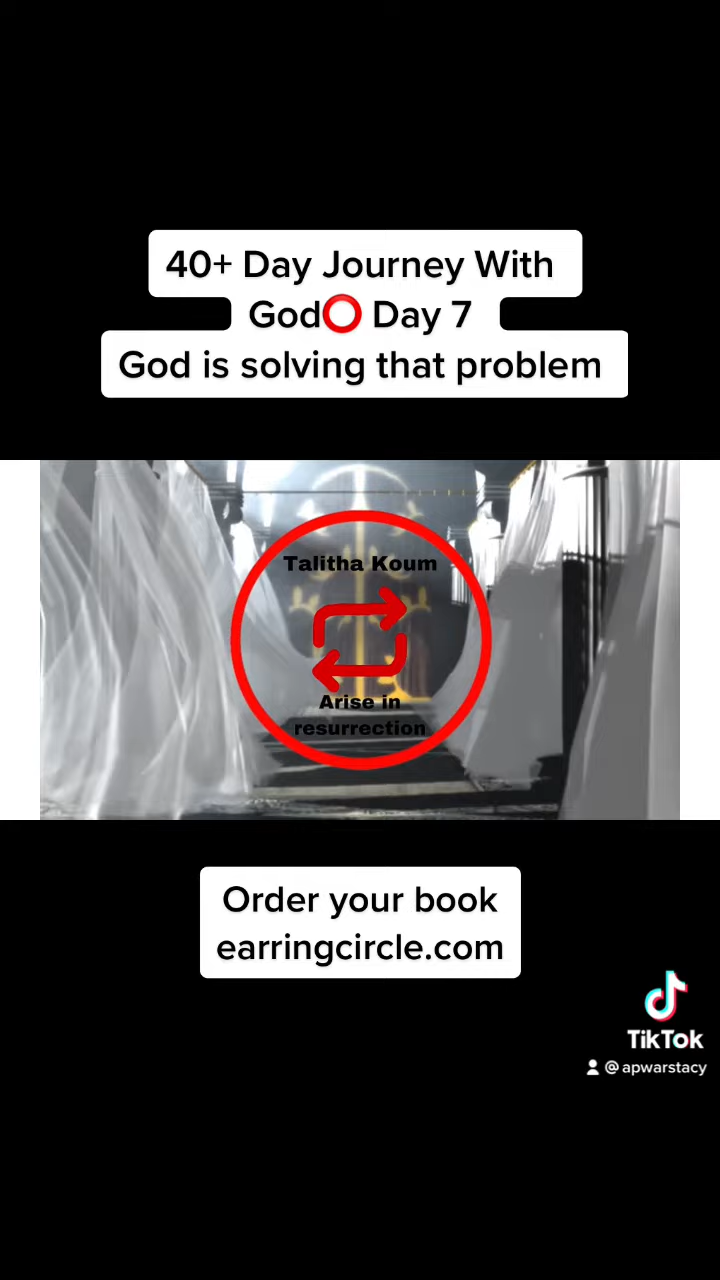 40+ Day Journey With
God⭕ Day 7
God is solving that problem
Talitha Koum
Arise in
resurrection
Order your book
earringcircle.com
TikTok
@apwarstacy